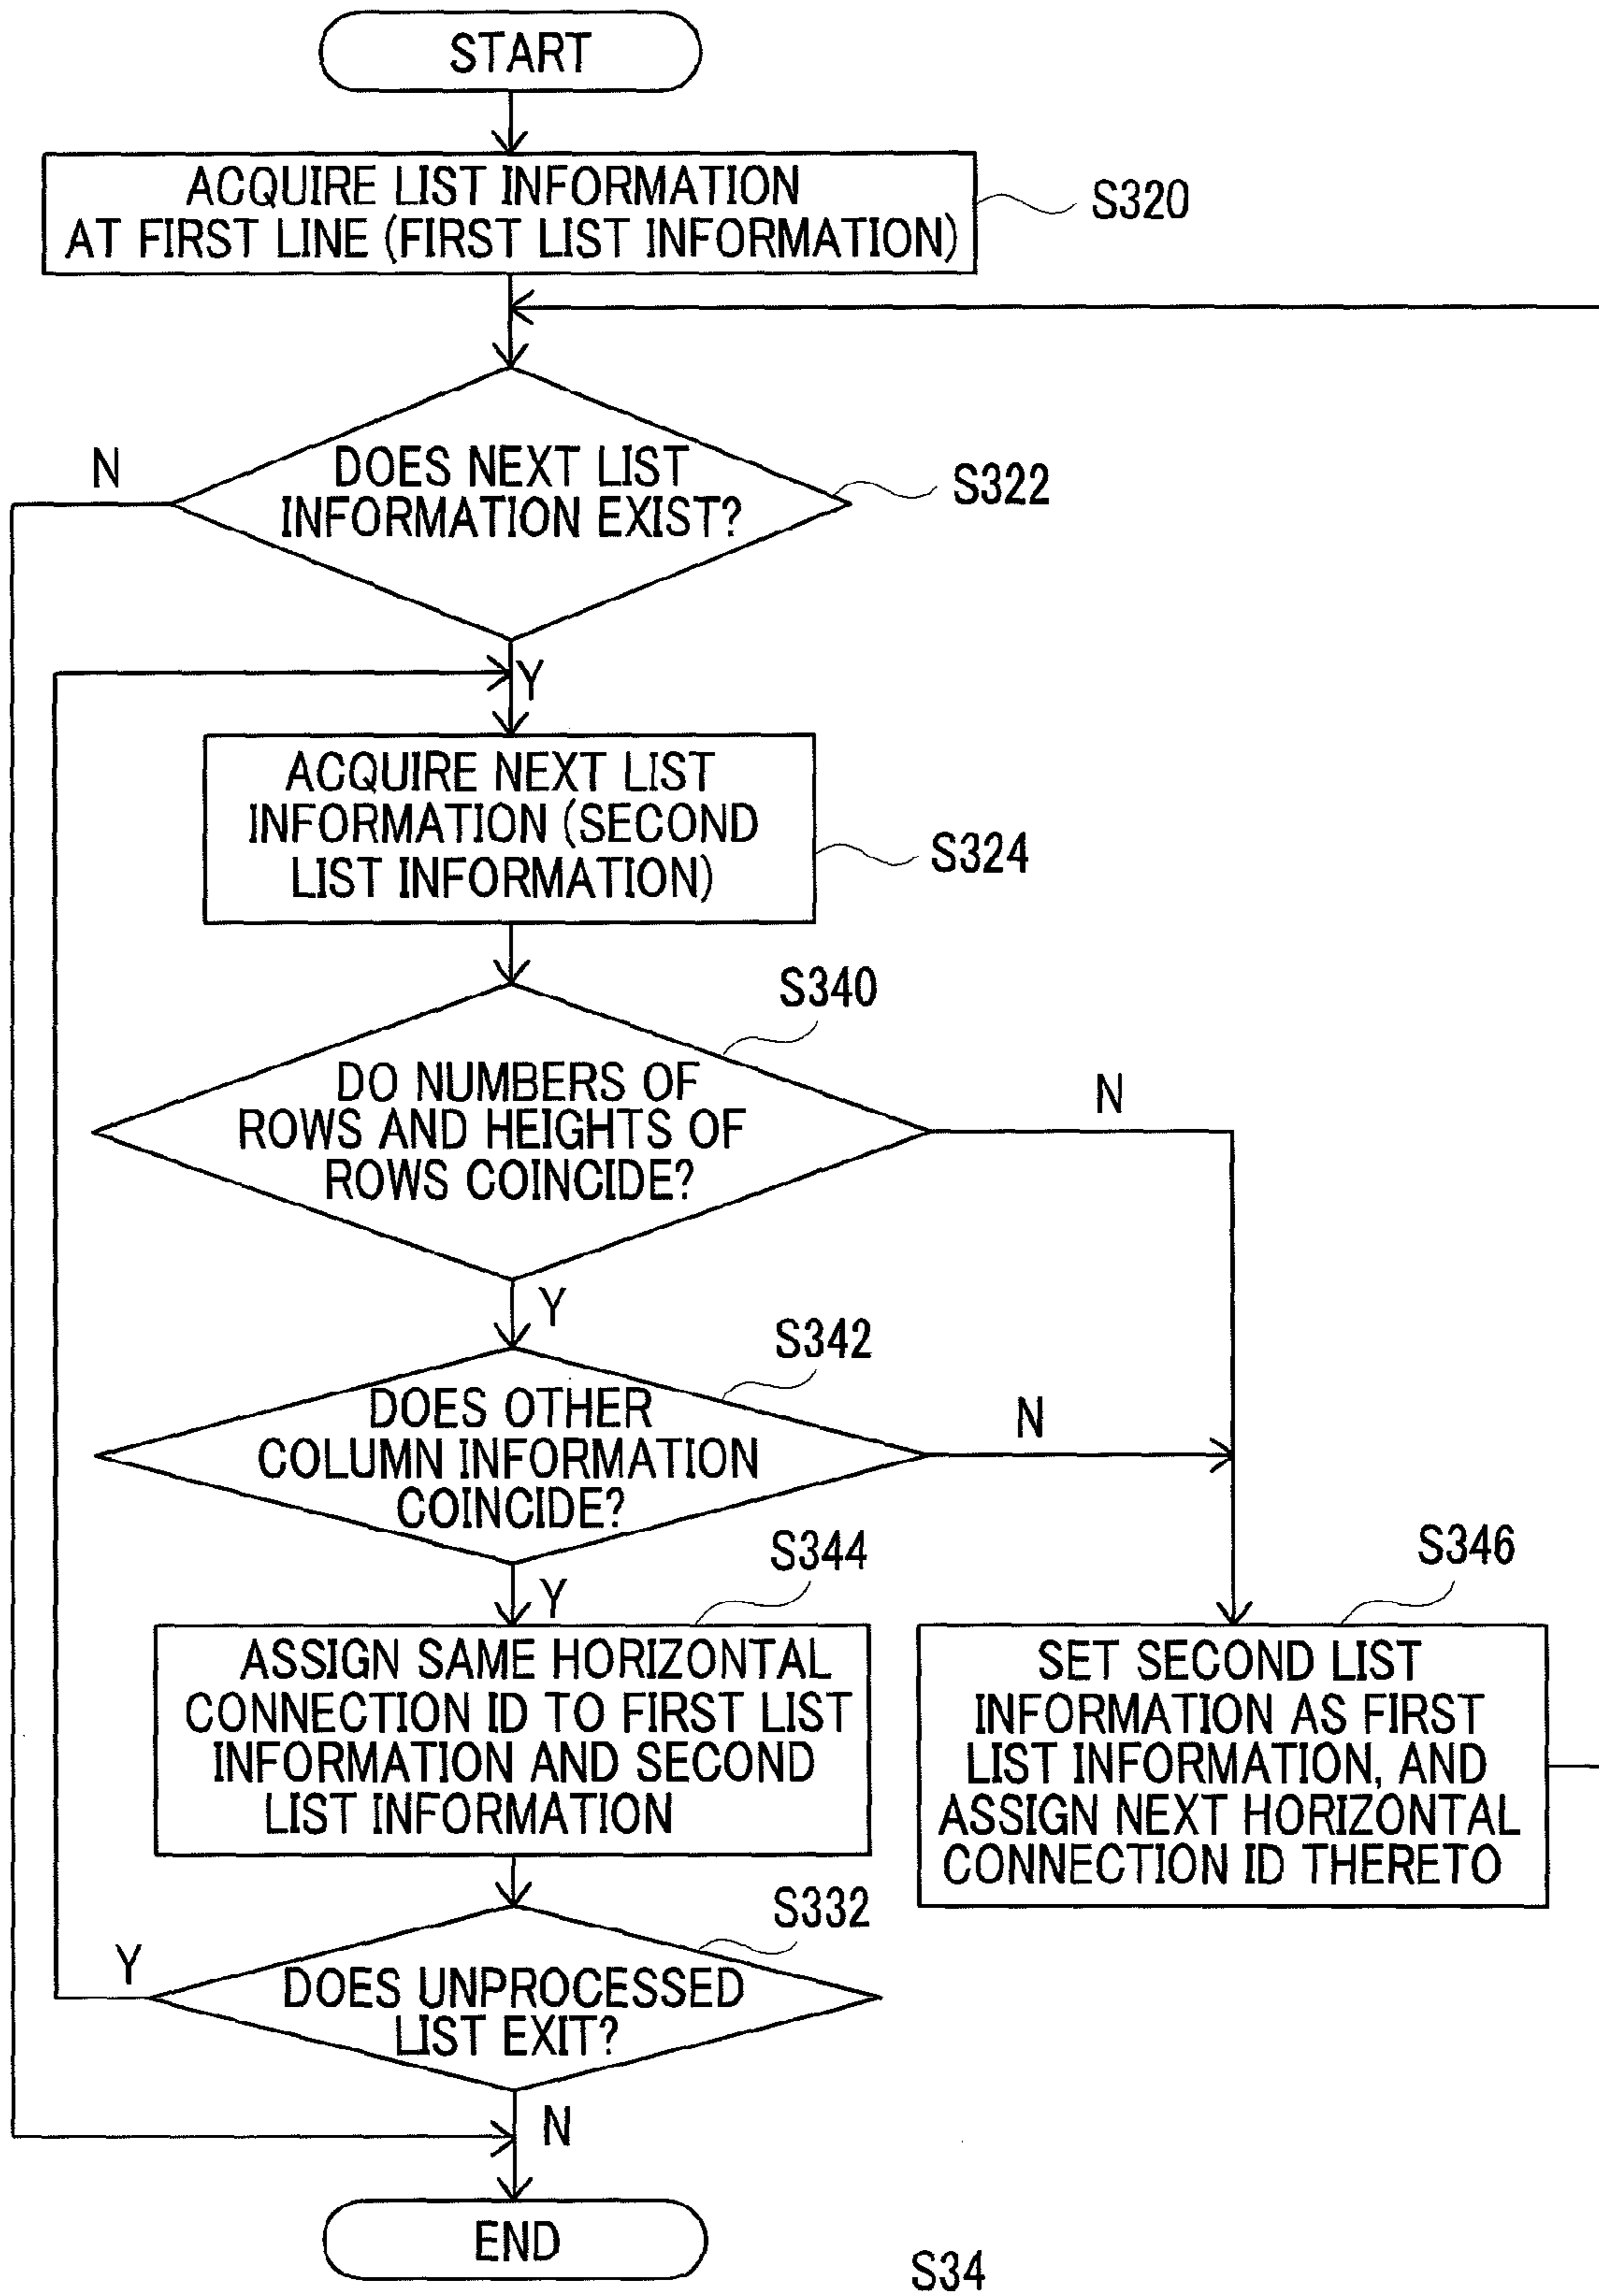 START
ACQUIRE LIST INFORMATION
AT FIRST LINE (FIRST LIST INFORMATION)
S320
DOES NEXT LIST
INFORMATION EXIST?
S322
N
Y
ACQUIRE NEXT LIST
INFORMATION (SECOND
LIST INFORMATION)
S324
S340
DO NUMBERS OF
ROWS AND HEIGHTS OF
ROWS COINCIDE?
N
Y
S342
DOES OTHER
COLUMN INFORMATION
COINCIDE?
N
Y
S344
ASSIGN SAME HORIZONTAL
CONNECTION ID TO FIRST LIST
INFORMATION AND SECOND
LIST INFORMATION
S346
SET SECOND LIST
INFORMATION AS FIRST
LIST INFORMATION, AND
ASSIGN NEXT HORIZONTAL
CONNECTION ID THERETO
S332
DOES UNPROCESSED
LIST EXIT?
Y
N
END
S34